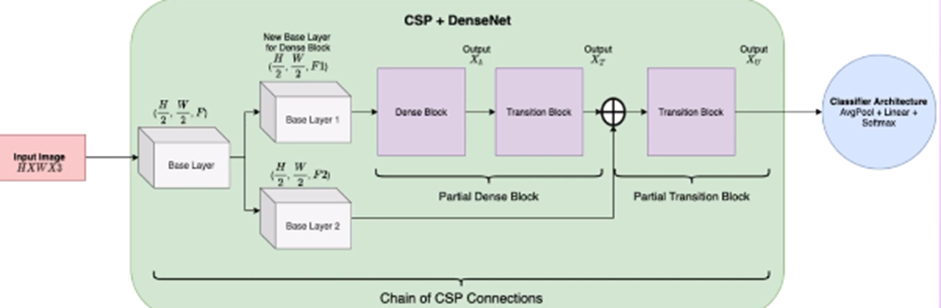 CSP + DenseNet
New Base Layer
for Dense Block
(H/2, W/2, F1)
Output
X_k
Output
X_T
Output
X_U
(H/2, W/2, F)
Base Layer 1
Dense Block
Transition Block
Transition Block
Classifier Architecture
AvgPool + Linear +
Softmax
Input Image
HXWX3
Base Layer
(H/2, W/2, F2)
Partial Dense Block
Partial Transition Block
Base Layer 2
Chain of CSP Connections